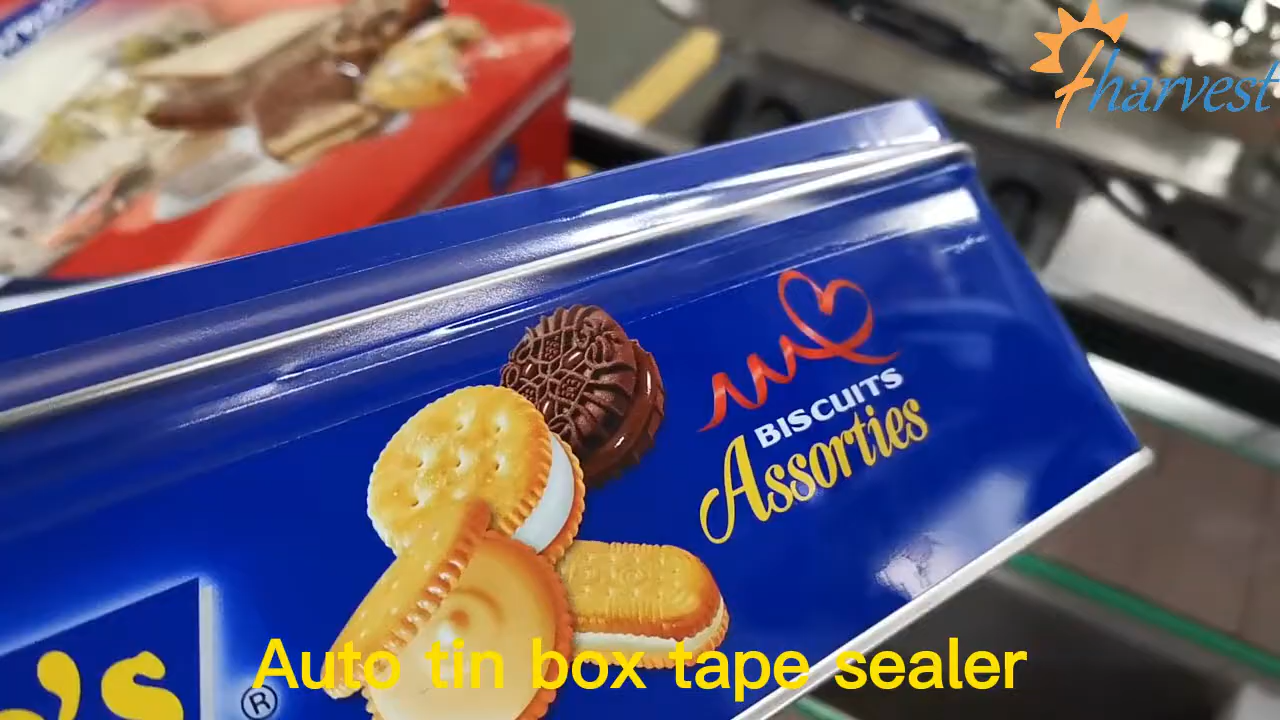 harvest
BISCUITS
Assorties
's
®
Auto tin box tape sealer